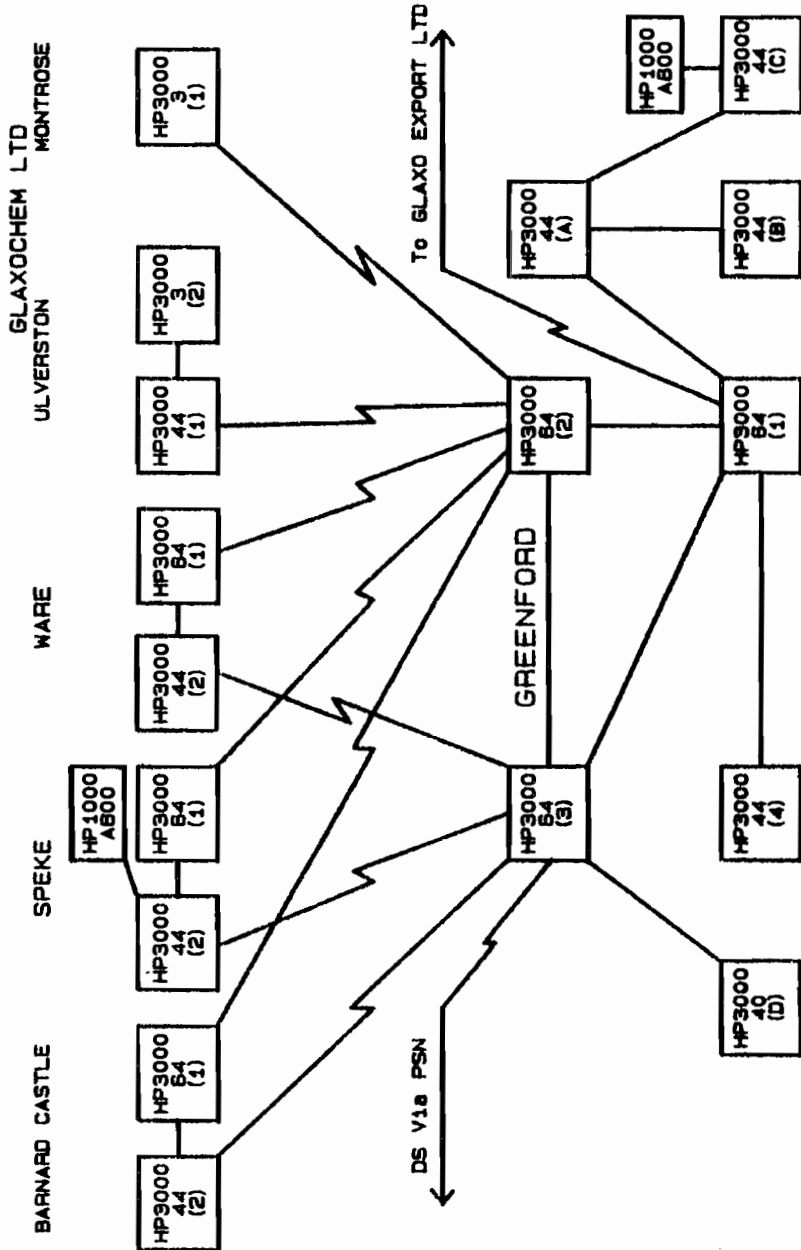 GLAXOCHEM LTD
BARNARD CASTLE
SPEKE
WARE
ULVERSTON
MONTROSE
HP1000
A800
HP3000
44
(2)
HP3000
64
(1)
HP3000
44
(2)
HP3000
64
(1)
HP3000
44
(2)
HP3000
64
(1)
HP3000
44
(1)
HP3000
3
(2)
HP3000
3
(1)
DS Via PSN
To GLAXO EXPORT LTD
HP3000
64
(3)
GREENFORD
HP3000
64
(2)
HP3000
44
(A)
HP1000
A800
HP3000
40
(D)
HP3000
44
(4)
HP3000
64
(1)
HP3000
44
(B)
HP3000
44
(C)